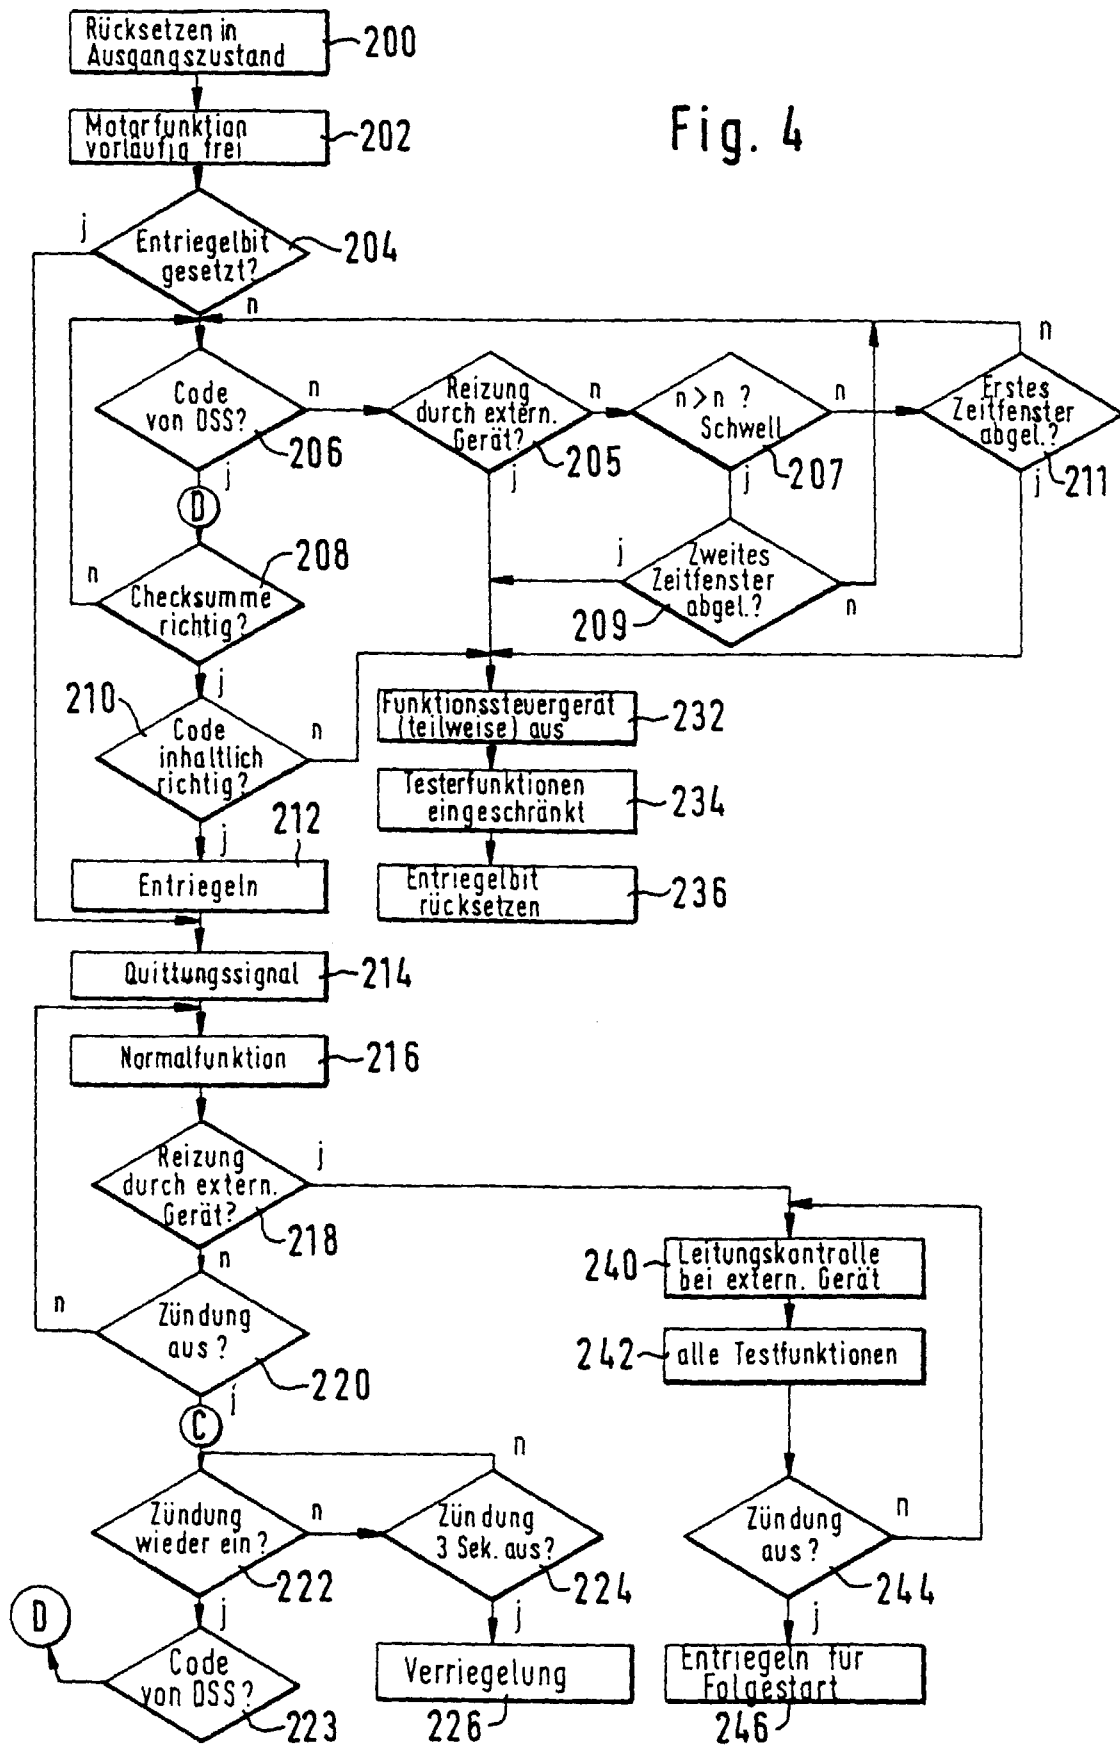 Fig. 4
Rücksetzen in
Ausgangszustand
200
Motorfunktion
vorläufig frei
202
j
Entriegelbit
gesetzt?
204
n
Code
von DSS?
206
n
j
Reizung
durch extern.
Gerät?
205
n
j
n > n ?
Schwell
207
n
j
Erstes
Zeitfenster
abgel.?
211
n
j
D
Zweites
Zeitfenster
abgel.?
209
j
n
n
Checksumme
richtig?
208
j
210
Code
inhaltlich
richtig?
n
j
Funktionssteuergerät
(teilweise) aus
232
Testerfunktionen
eingeschränkt
234
Entriegelbit
rücksetzen
236
212
Entriegeln
Quittungssignal
214
Normalfunktion
216
Reizung
durch extern.
Gerät?
218
j
n
n
Zündung
aus?
220
j
C
240
Leitungskontrolle
bei extern. Gerät
242
alle Testfunktionen
Zündung
wieder ein?
222
n
j
n
Zündung
3 Sek. aus?
224
j
Zündung
aus?
244
n
j
D
Code
von DSS?
223
Verriegelung
226
Entriegeln für
Folgestart
246